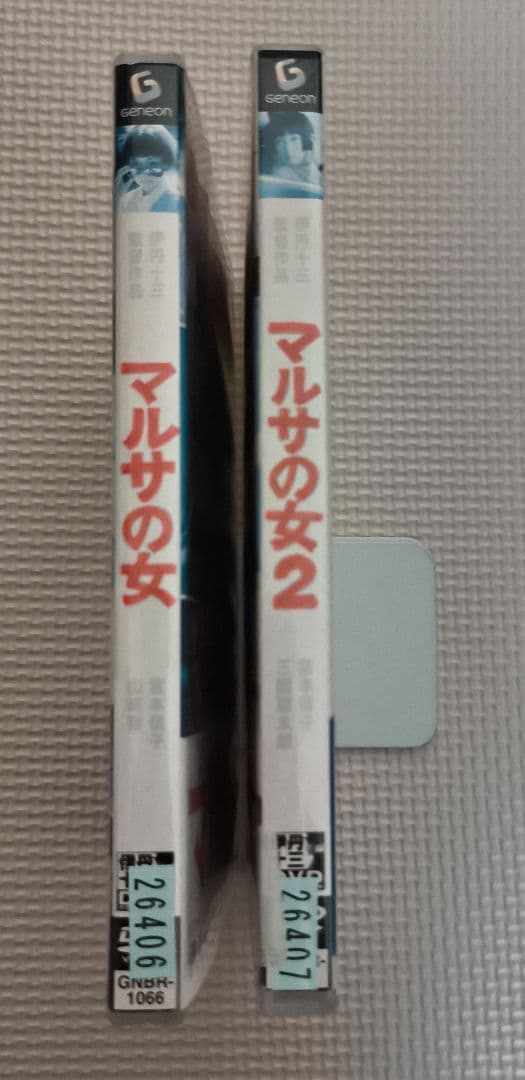 Geneon
伊丹十三
監督作品
マルサの女
宮本信子
山崎努
26406
GNBR-
1066
Geneon
伊丹十三
監督作品
マルサの女2
宮本信子
三國連太郎
26407